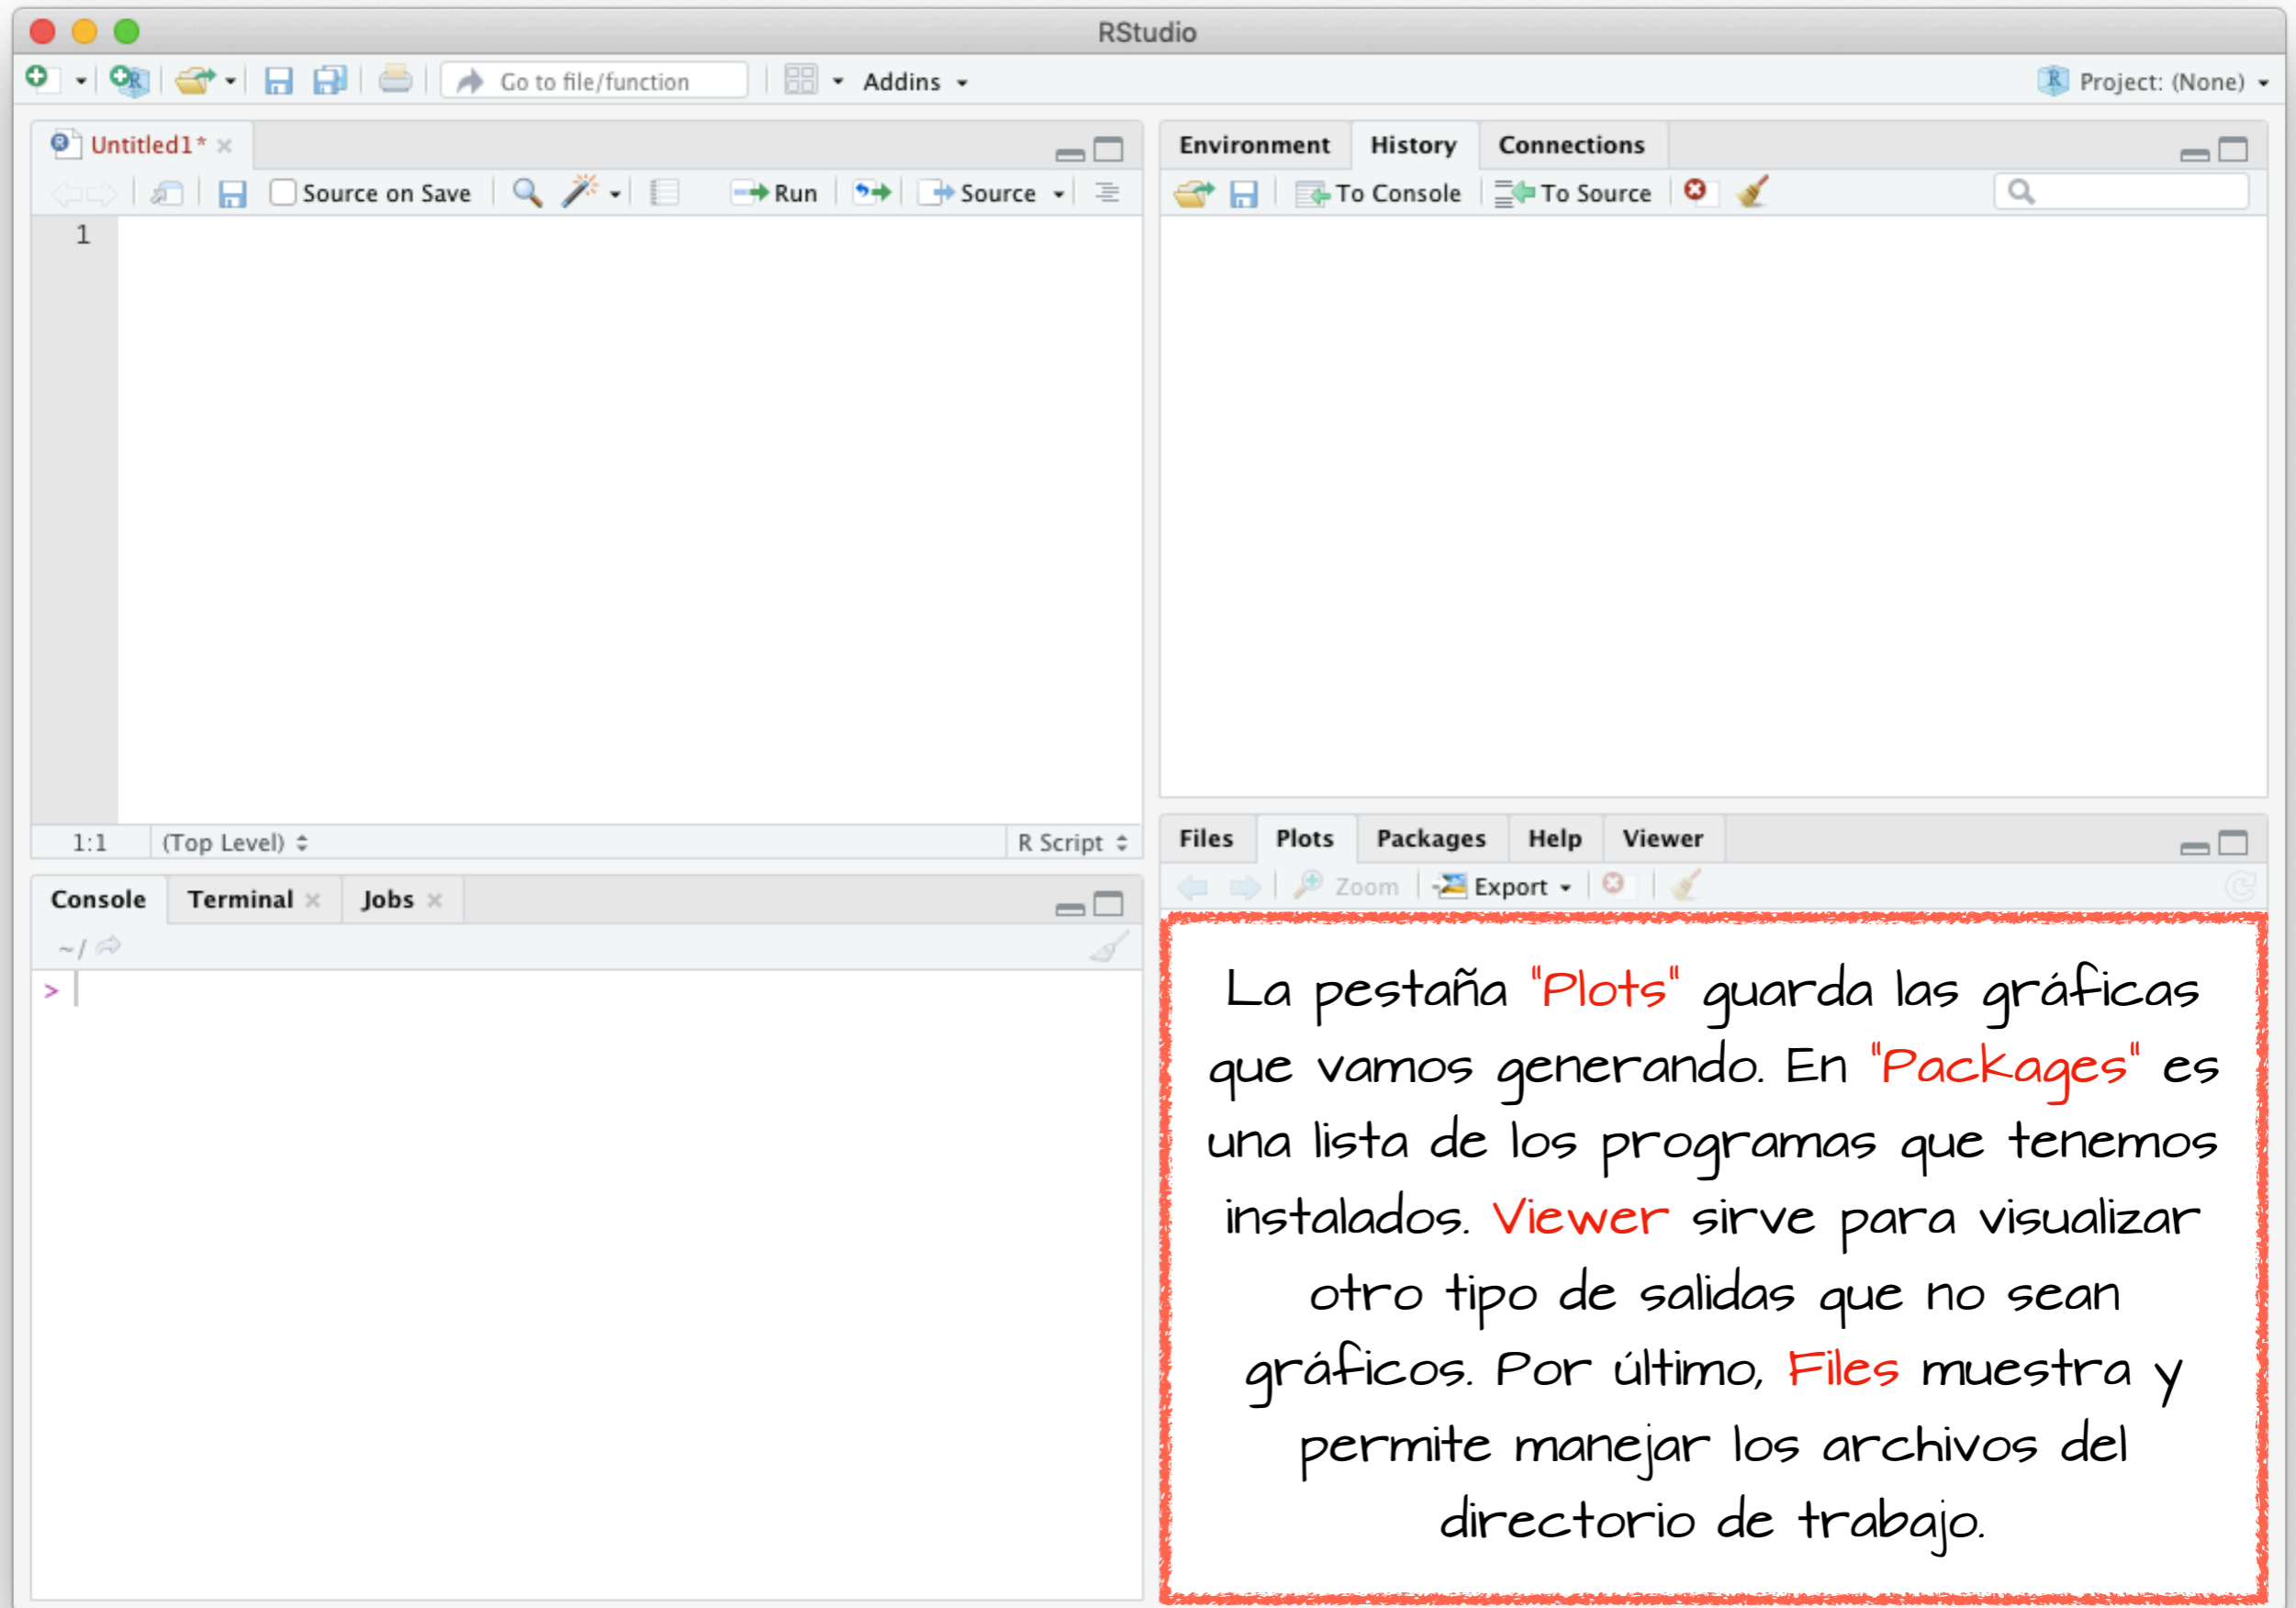 RStudio
Go to file/function
Addins
Project: (None)
Untitled1*
Source on Save
Run
Source
1
1:1
(Top Level)
R Script
Console
Terminal
Jobs
~/
>
Environment
History
Connections
To Console
To Source
Files
Plots
Packages
Help
Viewer
Zoom
Export
La pestaña "Plots" guarda las gráficas
que vamos generando. En "Packages" es
una lista de los programas que tenemos
instalados. Viewer sirve para visualizar
otro tipo de salidas que no sean
gráficos. Por último, Files muestra y
permite manejar los archivos del
directorio de trabajo.